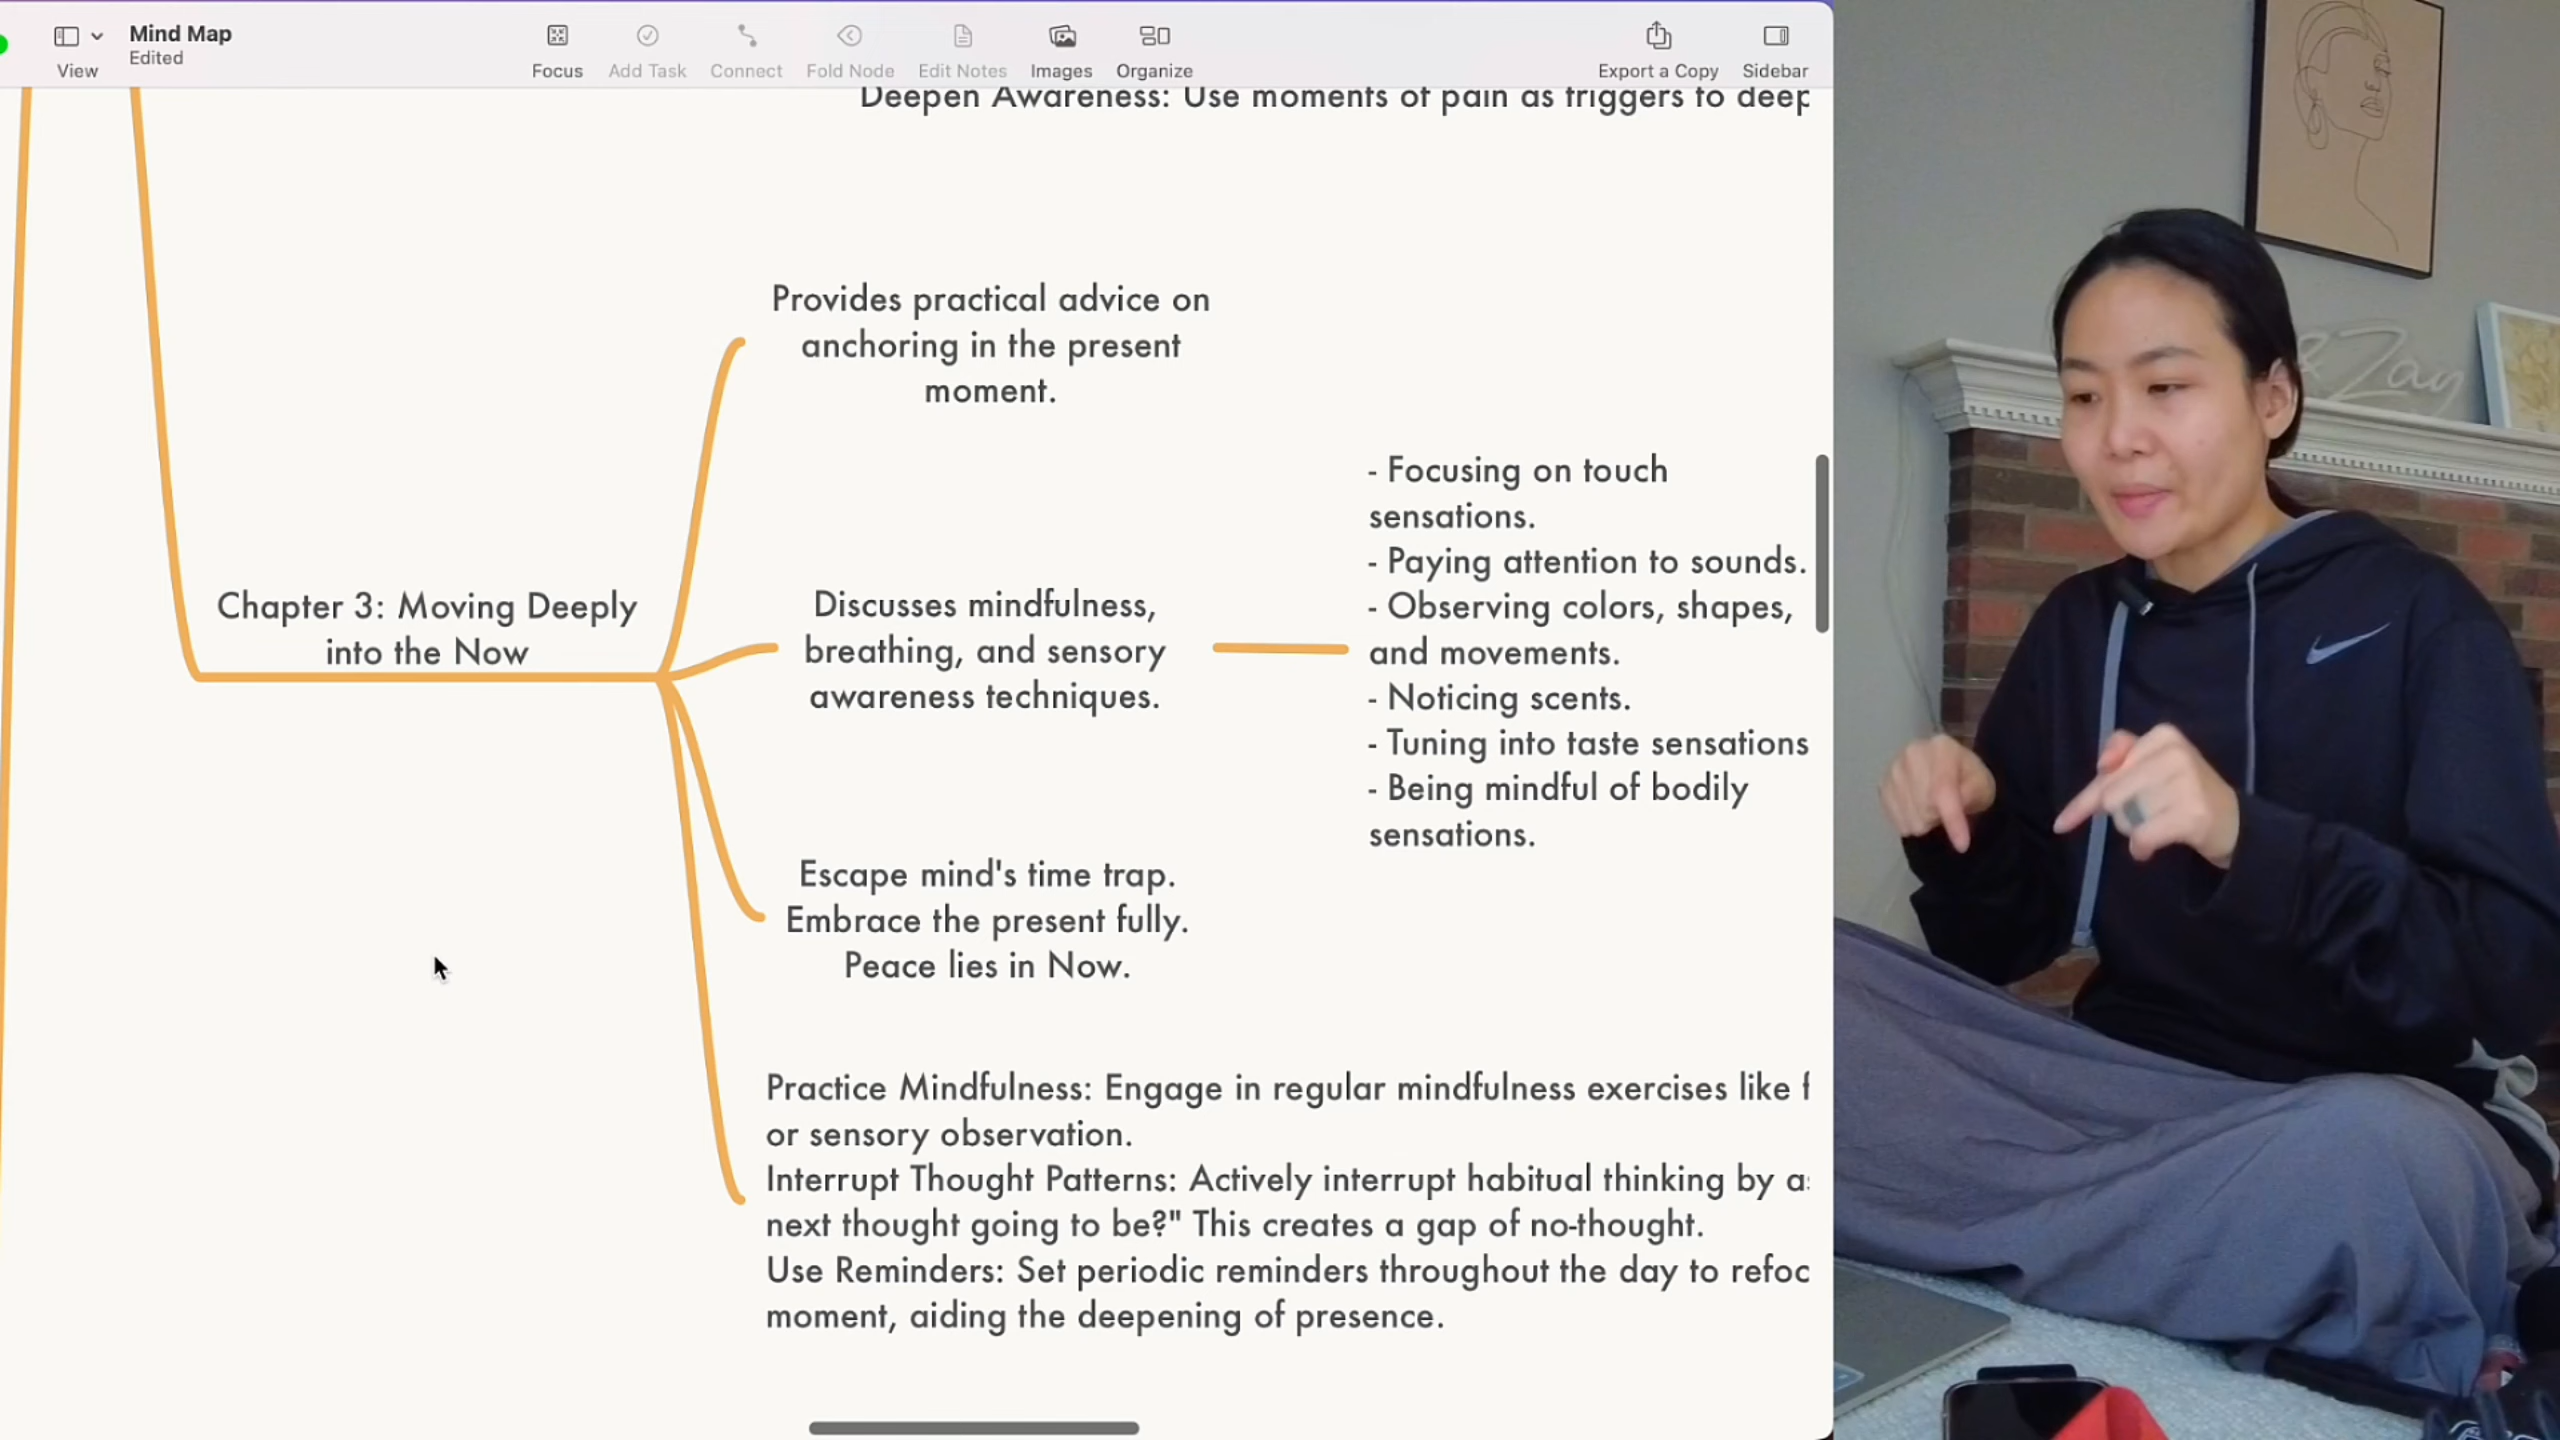 Mind Map
Edited
View
Focus
Add Task
Connect
Fold Node
Edit Notes
Images
Organize
Export a Copy
Sidebar
Deepen Awareness: Use moments of pain as triggers to deep
Provides practical advice on
anchoring in the present
moment.
- Focusing on touch
sensations.
- Paying attention to sounds.
- Observing colors, shapes,
and movements.
- Noticing scents.
- Tuning into taste sensations
- Being mindful of bodily
sensations.
Chapter 3: Moving Deeply
into the Now
Discusses mindfulness,
breathing, and sensory
awareness techniques.
Escape mind's time trap.
Embrace the present fully.
Peace lies in Now.
Practice Mindfulness: Engage in regular mindfulness exercises like
or sensory observation.
Interrupt Thought Patterns: Actively interrupt habitual thinking by
next thought going to be?" This creates a gap of no-thought.
Use Reminders: Set periodic reminders throughout the day to refoc
moment, aiding the deepening of presence.
&Zay